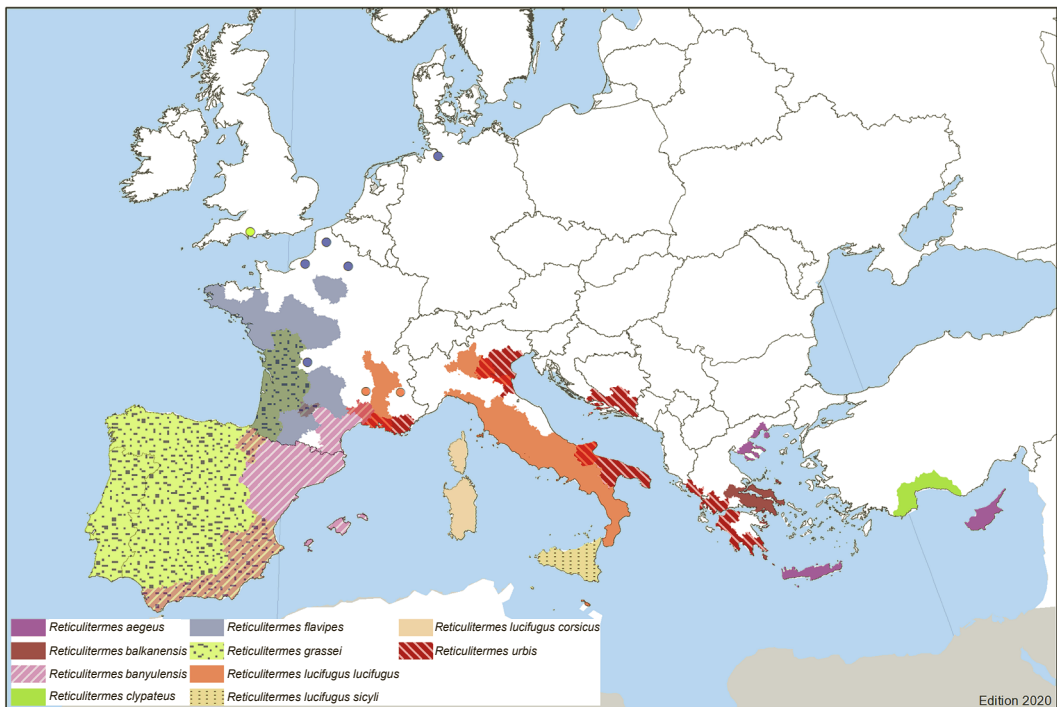 Reticulitermes aegeus
Reticulitermes balkanensis
Reticulitermes banyulensis
Reticulitermes clypateus
Reticulitermes flavipes
Reticulitermes grassei
Reticulitermes lucifugus lucifugus
Reticulitermes lucifugus sicyli
Reticulitermes lucifugus corsicus
Reticulitermes urbis
Edition 2020